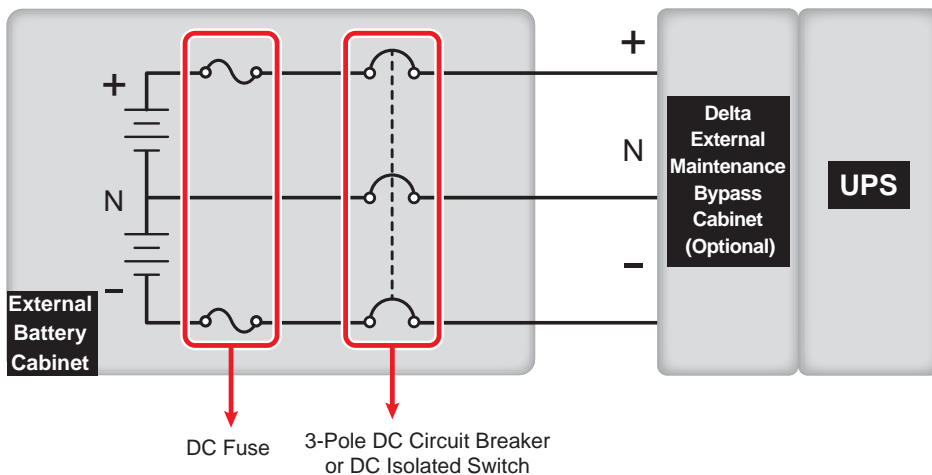 +
N
-
External
Battery
Cabinet
+
N
-
Delta
External
Maintenance
Bypass
Cabinet
(Optional)
UPS
DC Fuse
3-Pole DC Circuit Breaker
or DC Isolated Switch